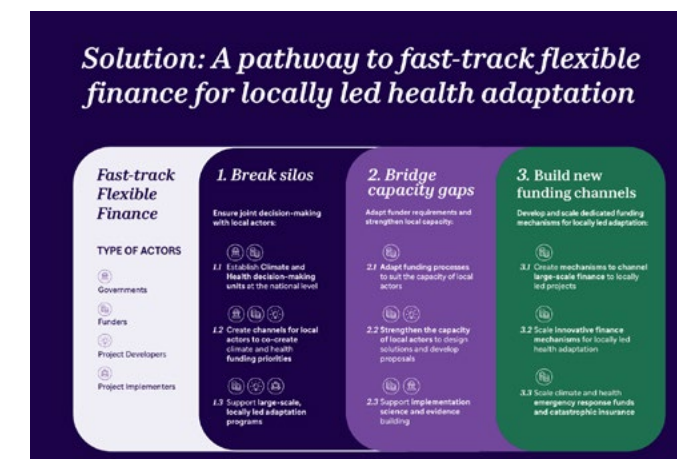 Solution: A pathway to fast-track flexible
finance for locally led health adaptation
Fast-track
Flexible
Finance
TYPE OF ACTORS
Governments
Funders
Project Developers
Project Implementers
1. Break silos
Ensure joint decision-making
with local actors:
1.1 Establish Climate and
Health decision-making
units at the national level
1.2 Create channels for local
actors to co-create
climate and health
funding priorities
1.3 Support large-scale,
locally led adaptation
programs
2. Bridge
capacity gaps
Adapt funder requirements and
strengthen local capacity:
2.1 Adapt funding processes
to suit the capacity of local
actors
2.2 Strengthen the capacity
of local actors to design
solutions and develop
proposals
2.3 Support implementation
science and evidence
building
3. Build new
funding channels
Develop and scale dedicated funding
mechanisms for locally led adaptation:
3.1 Create mechanisms to channel
large-scale finance to locally
led projects
3.2 Scale innovative finance
mechanisms for locally led
health adaptation
3.3 Scale climate and health
emergency response funds
and catastrophic insurance